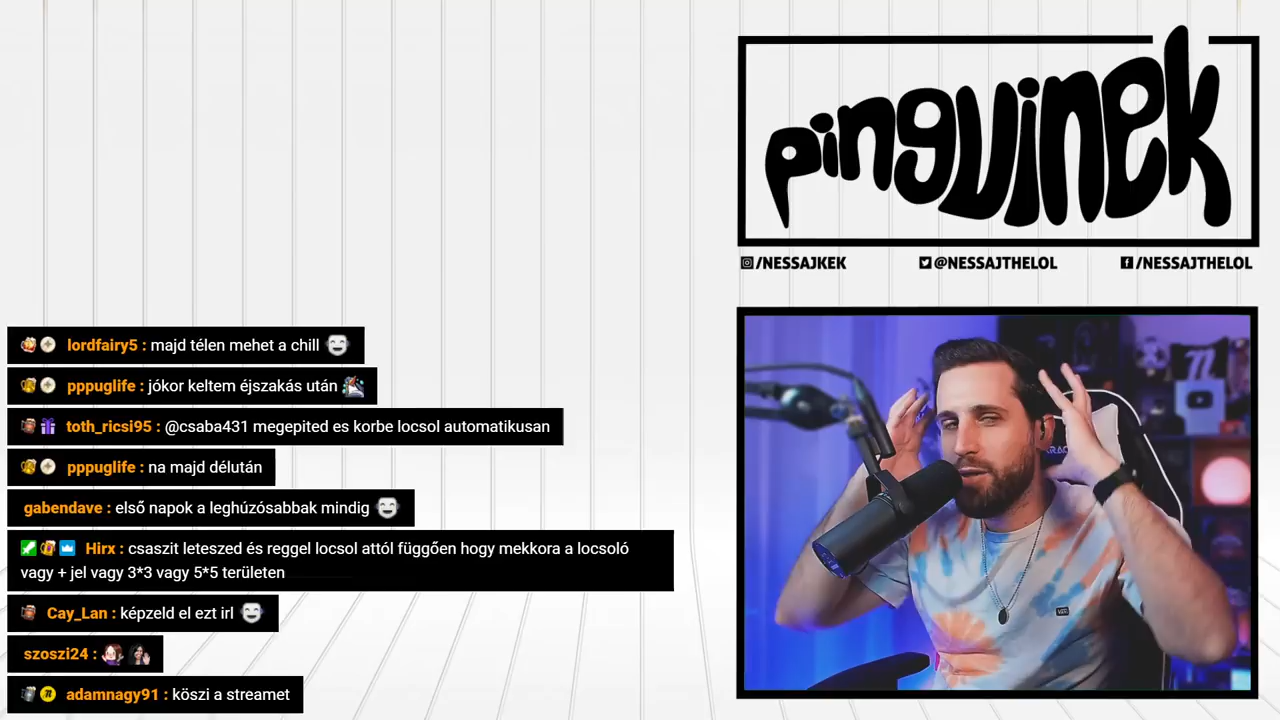 pingvinek
/NESSAJKEK
@NESSAJTHELOL
/NESSAJTHELOL
lordfairy5 : majd télen mehet a chill
pppuglife : jókor keltem éjszakás után
toth_ricsi95 : @csaba431 megepited es korbe locsol automatikusan
pppuglife : na majd délután
gabendave : első napok a leghúzósabbak mindig
Hirx : csaszit leteszed és reggel locsol attól függően hogy mekkora a locsoló
vagy + jel vagy 3*3 vagy 5*5 területen
Cay_Lan : képzeld el ezt irl
szoszi24 :
adamnagy91 : köszi a streamet